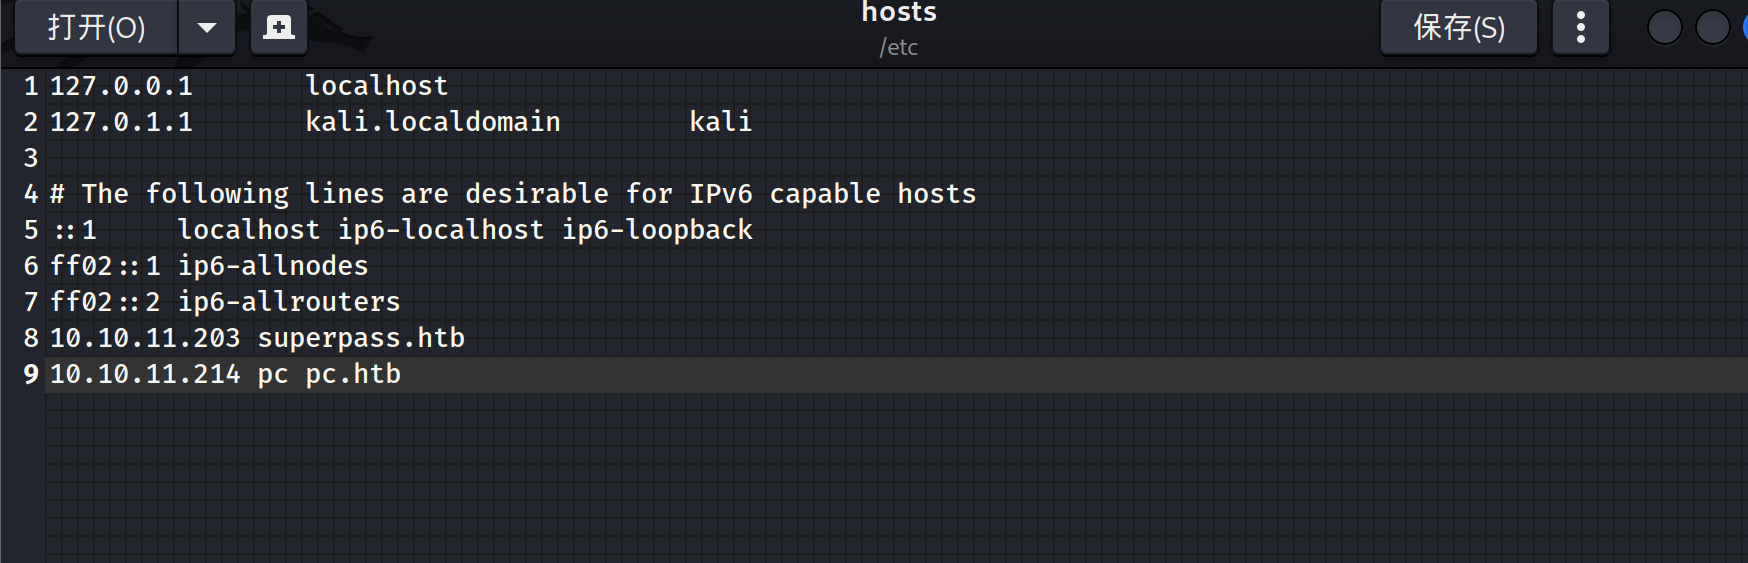 打开(O)
hosts
/etc
保存(S)
1 127.0.0.1 localhost
2 127.0.1.1 kali.localdomain kali
3
4 # The following lines are desirable for IPv6 capable hosts
5 ::1 localhost ip6-localhost ip6-loopback
6 ff02::1 ip6-allnodes
7 ff02::2 ip6-allrouters
8 10.10.11.203 superpass.htb
9 10.10.11.214 pc pc.htb